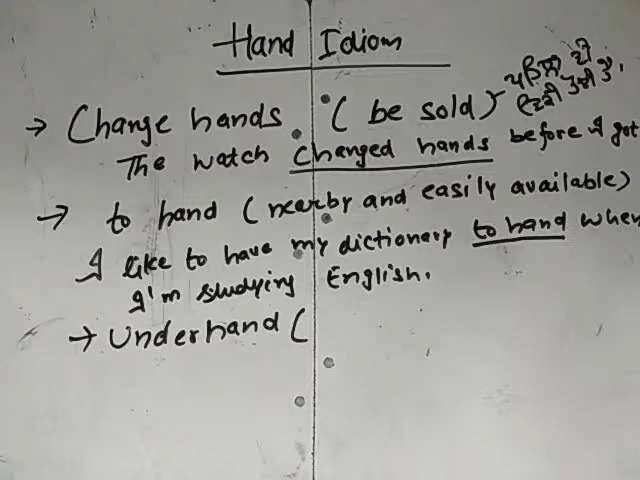 Hand Idiom
→ Change hands. (be sold)
The watch changed hands before I got
→ to hand (nearby and easily available)
I like to have my dictionary to hand when
I'm studying English.
→ Underhand (